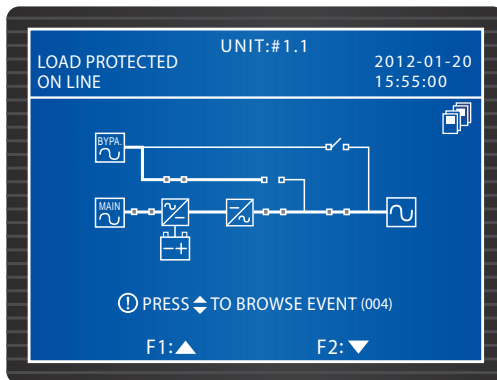 UNIT:#1.1
LOAD PROTECTED
ON LINE
2012-01-20
15:55:00
BYPA.
MAIN
PRESS TO BROWSE EVENT (004)
F1:
F2: